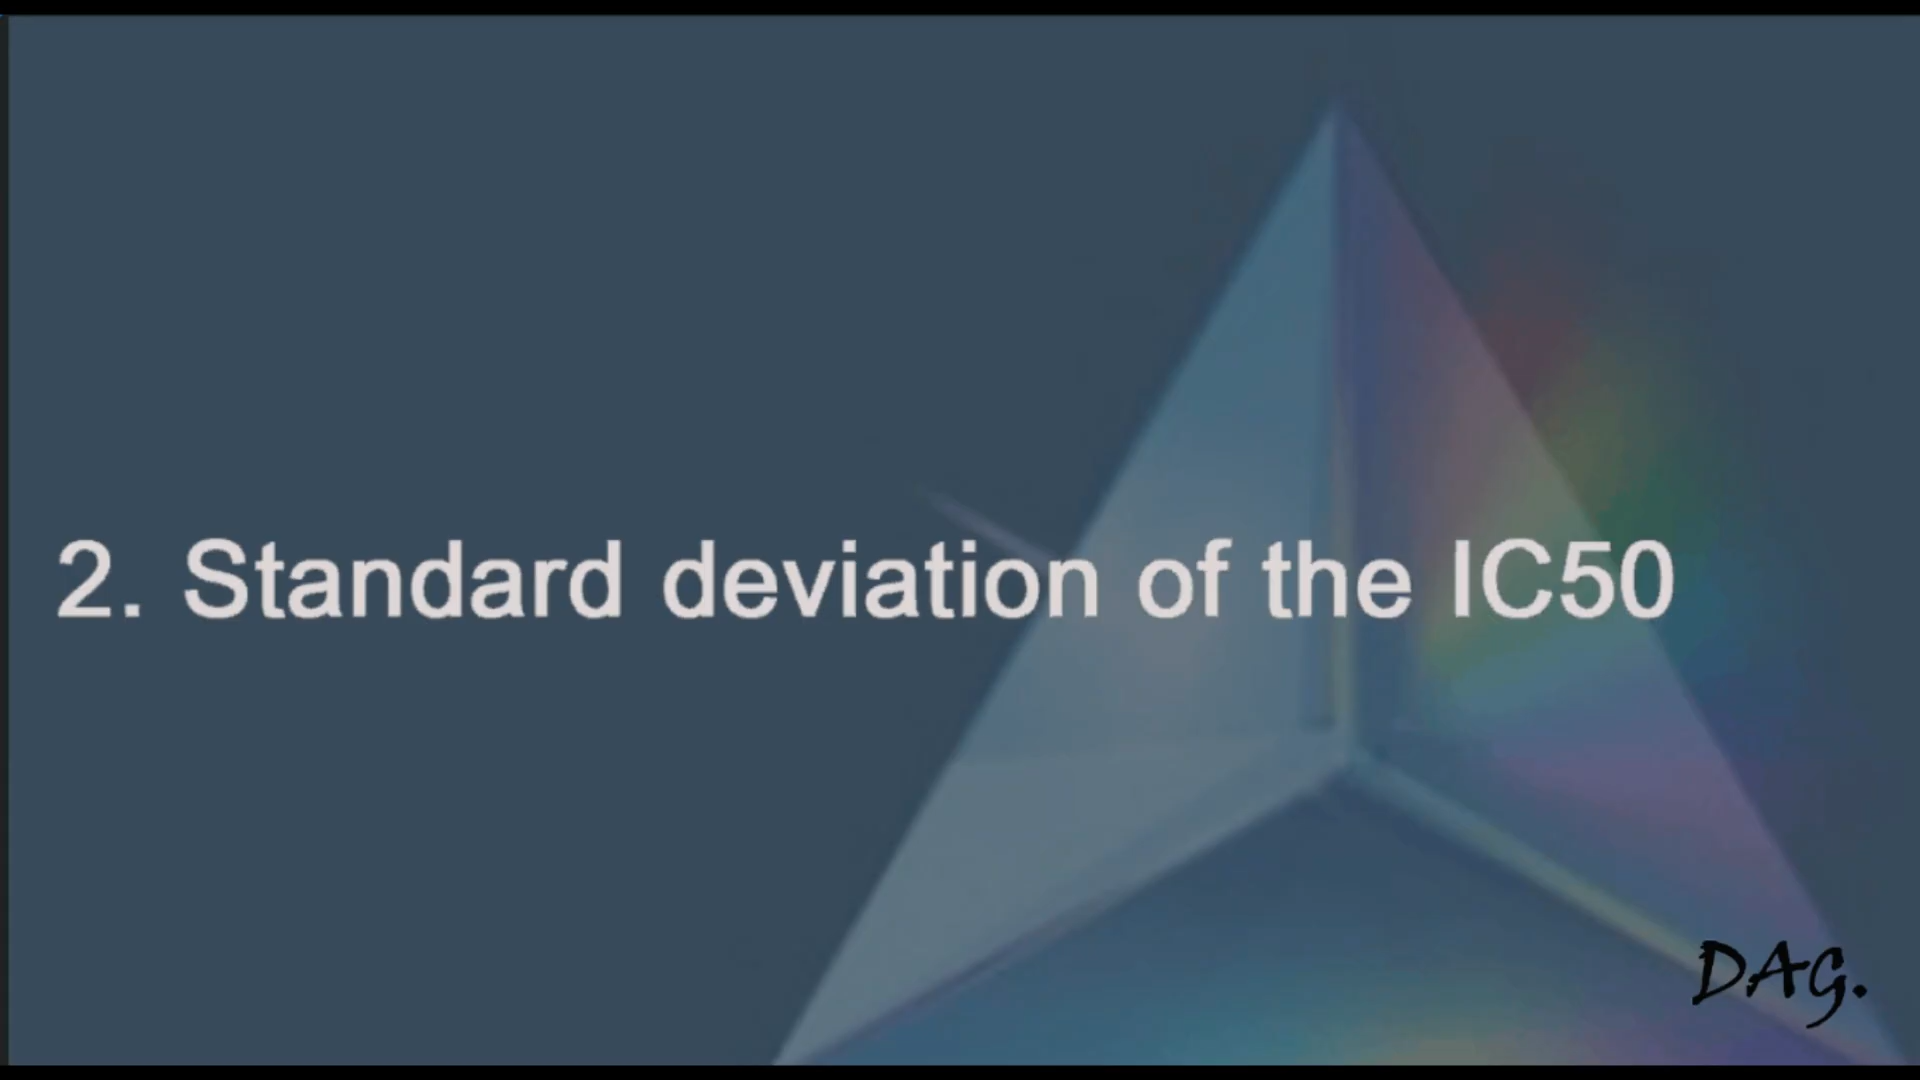 2. Standard deviation of the IC50
DAG.